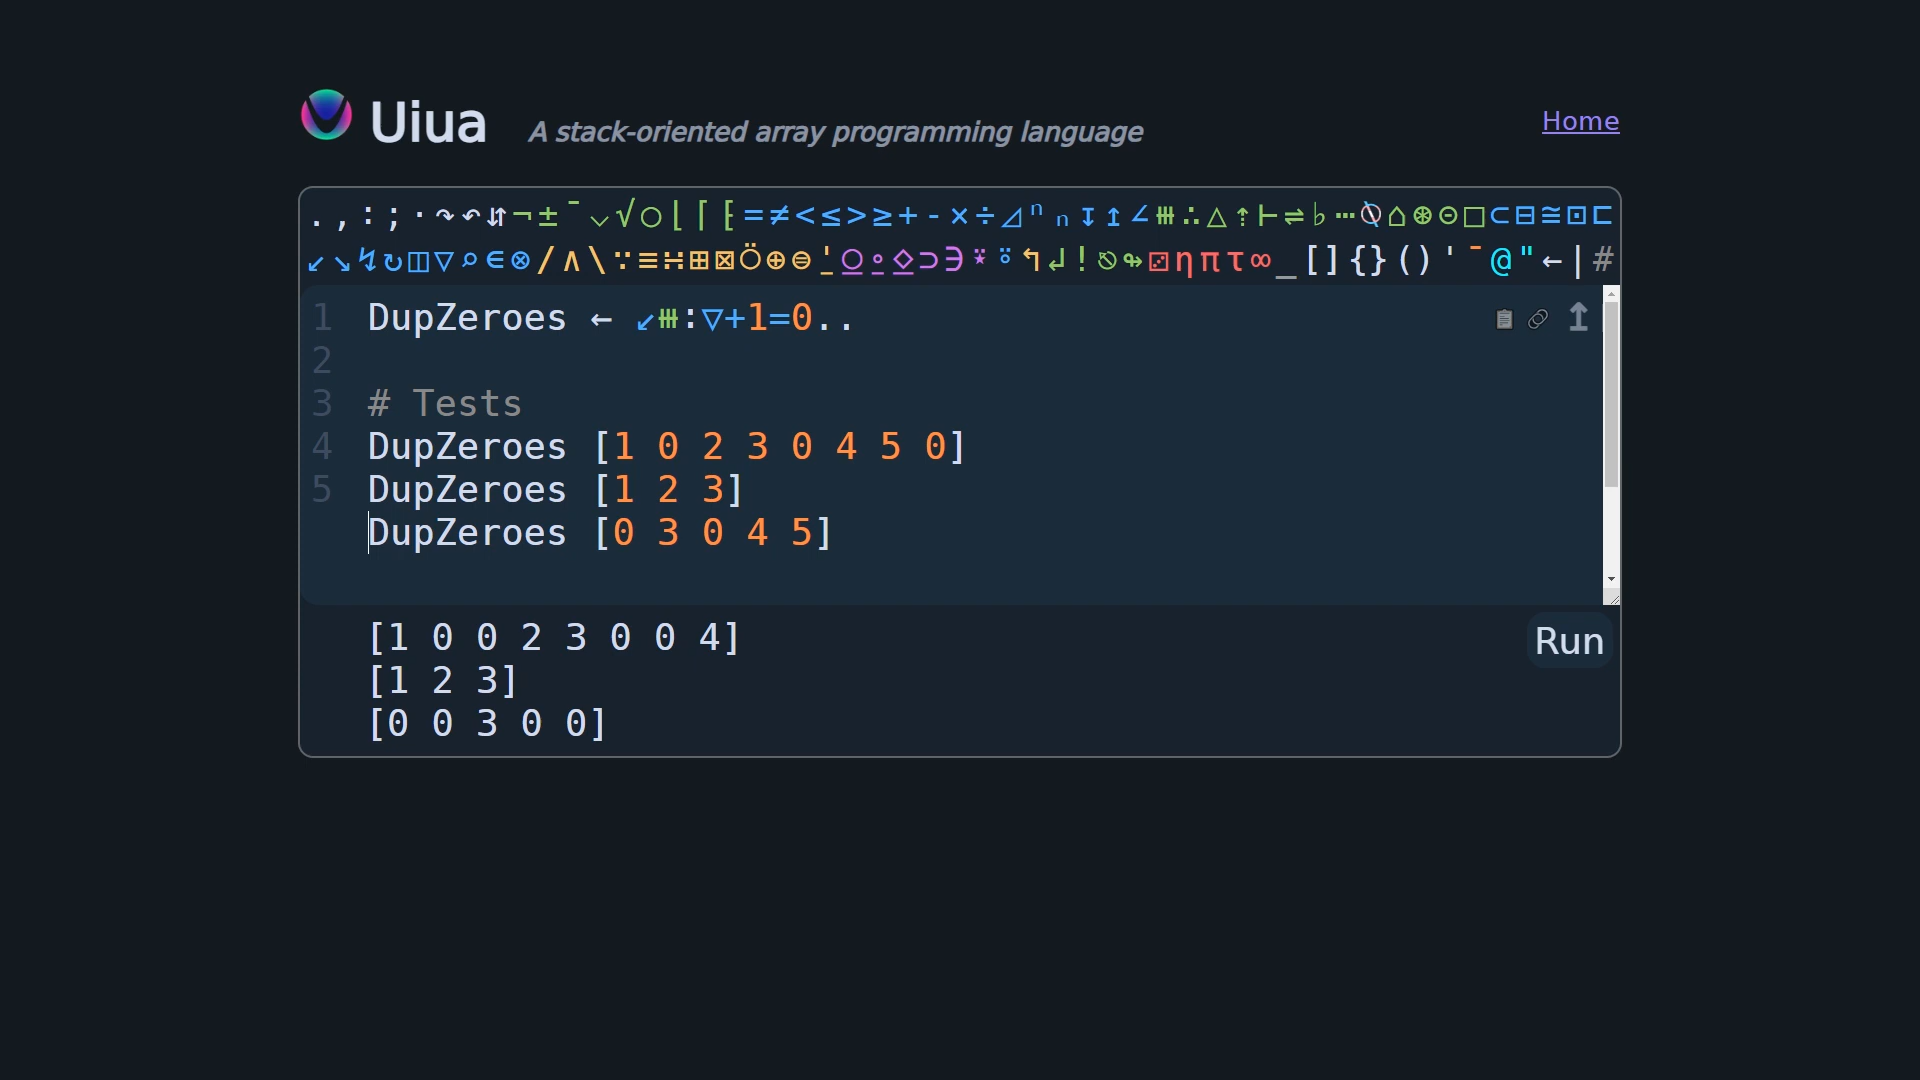 Uiua
A stack-oriented array programming language
Home
. , : ; · ↷ ↶ ⇵ ¬ ± ¯ ⌵ √ ○ ⌊ ⌈ ⁅ = ≠ < ≤ > ≥ + - × ÷ ◿ ⁿ ₙ ↧ ↥ ∠ ⧻ ∴ △ ⇡ ⊢ ⇌ ♭ ⋯ ⍉ ⌂ ⊛ ⊝ □ ⊂ ⊟ ≅ ⊡ ⊏
↙ ↘ ↯ ↻ ◫ ▽ ⌕ ∊ ⊗ / ∧ \ ∵ ≡ ∺ ⊞ ⊠ ⍥ ⊕ ⊜ ⍘ ⍜ ⍛ ⍚ ⊃ ∋ ⍣ ⍤ ↰ ↲ ! ⎋ ↬ ⚂ η π τ ∞ _ [ ] { } ( ) ' ¯ @ " ← | #
1 DupZeroes ← ↙⧻:▽+1=0..
2
3 # Tests
4 DupZeroes [1 0 2 3 0 4 5 0]
5 DupZeroes [1 2 3]
DupZeroes [0 3 0 4 5]
[1 0 0 2 3 0 0 4]
[1 2 3]
[0 0 3 0 0]
Run